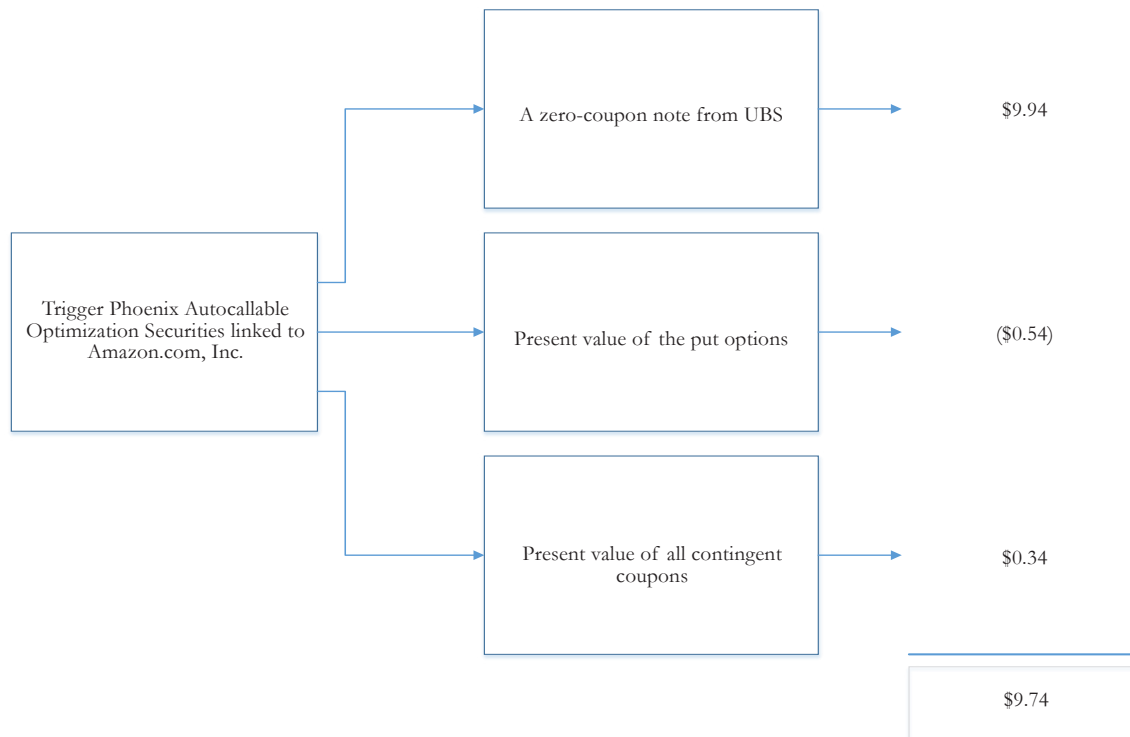 A zero-coupon note from UBS
$9.94
Trigger Phoenix Autocallable
Optimization Securities linked to
Amazon.com, Inc.
Present value of the put options
($0.54)
Present value of all contingent
coupons
$0.34
$9.74